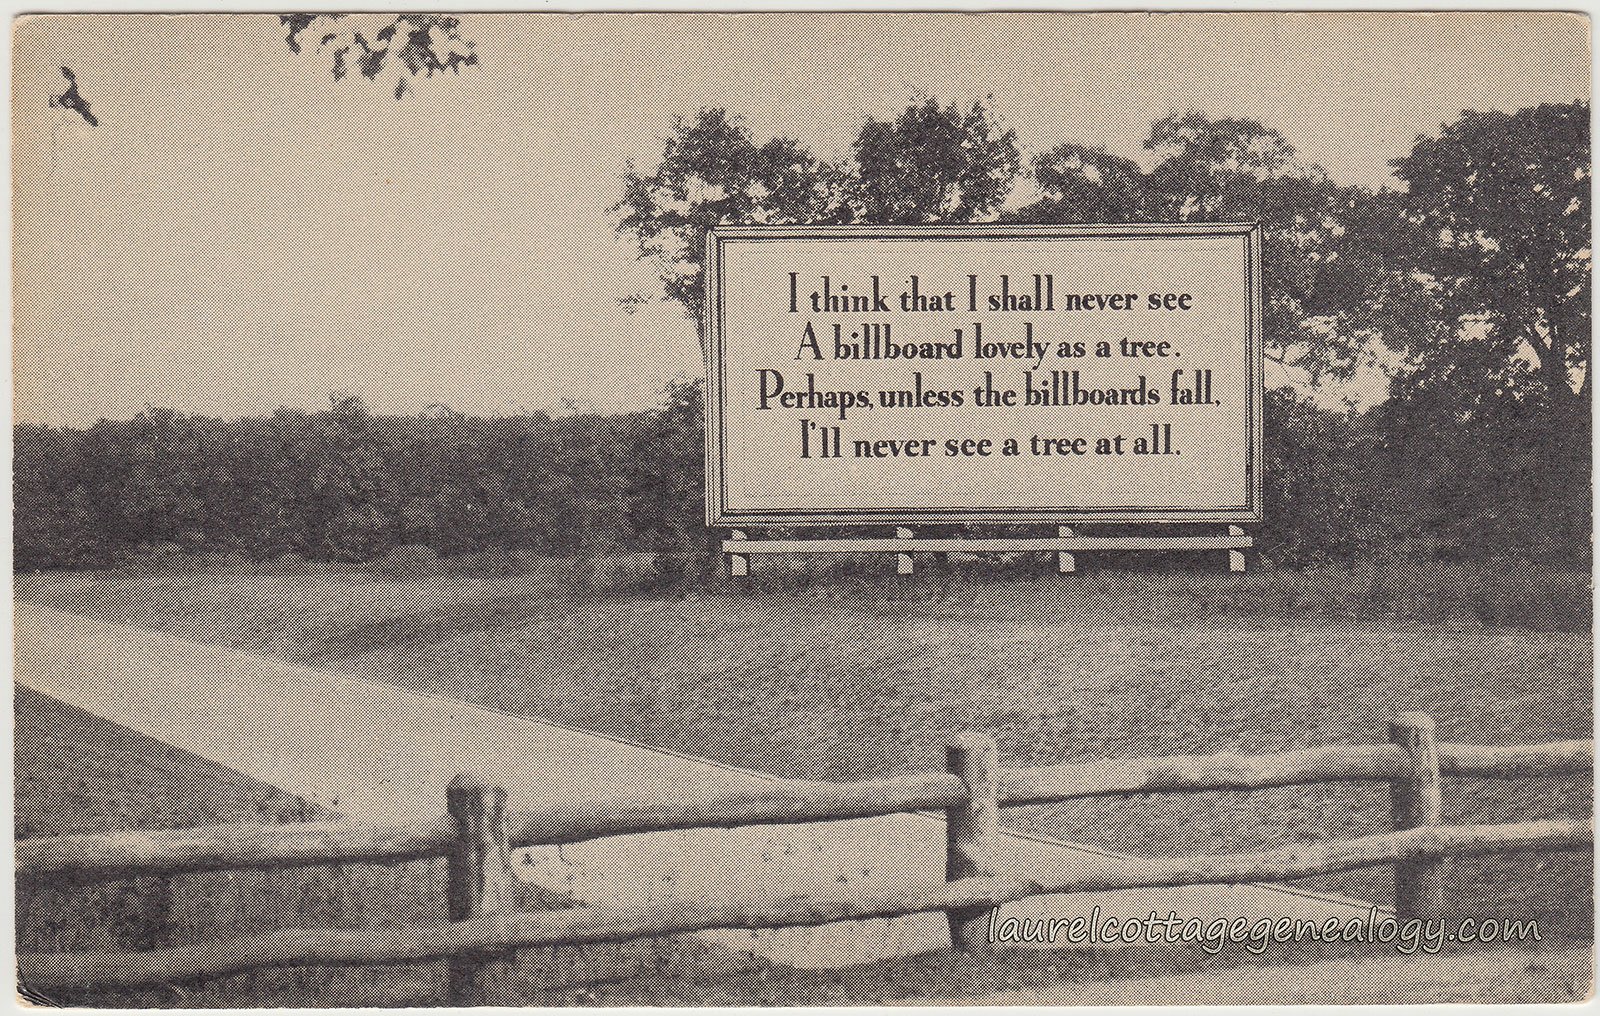 I think that I shall never see
A billboard lovely as a tree.
Perhaps, unless the billboards fall,
I'll never see a tree at all.
laurelcottagegenealogy.com